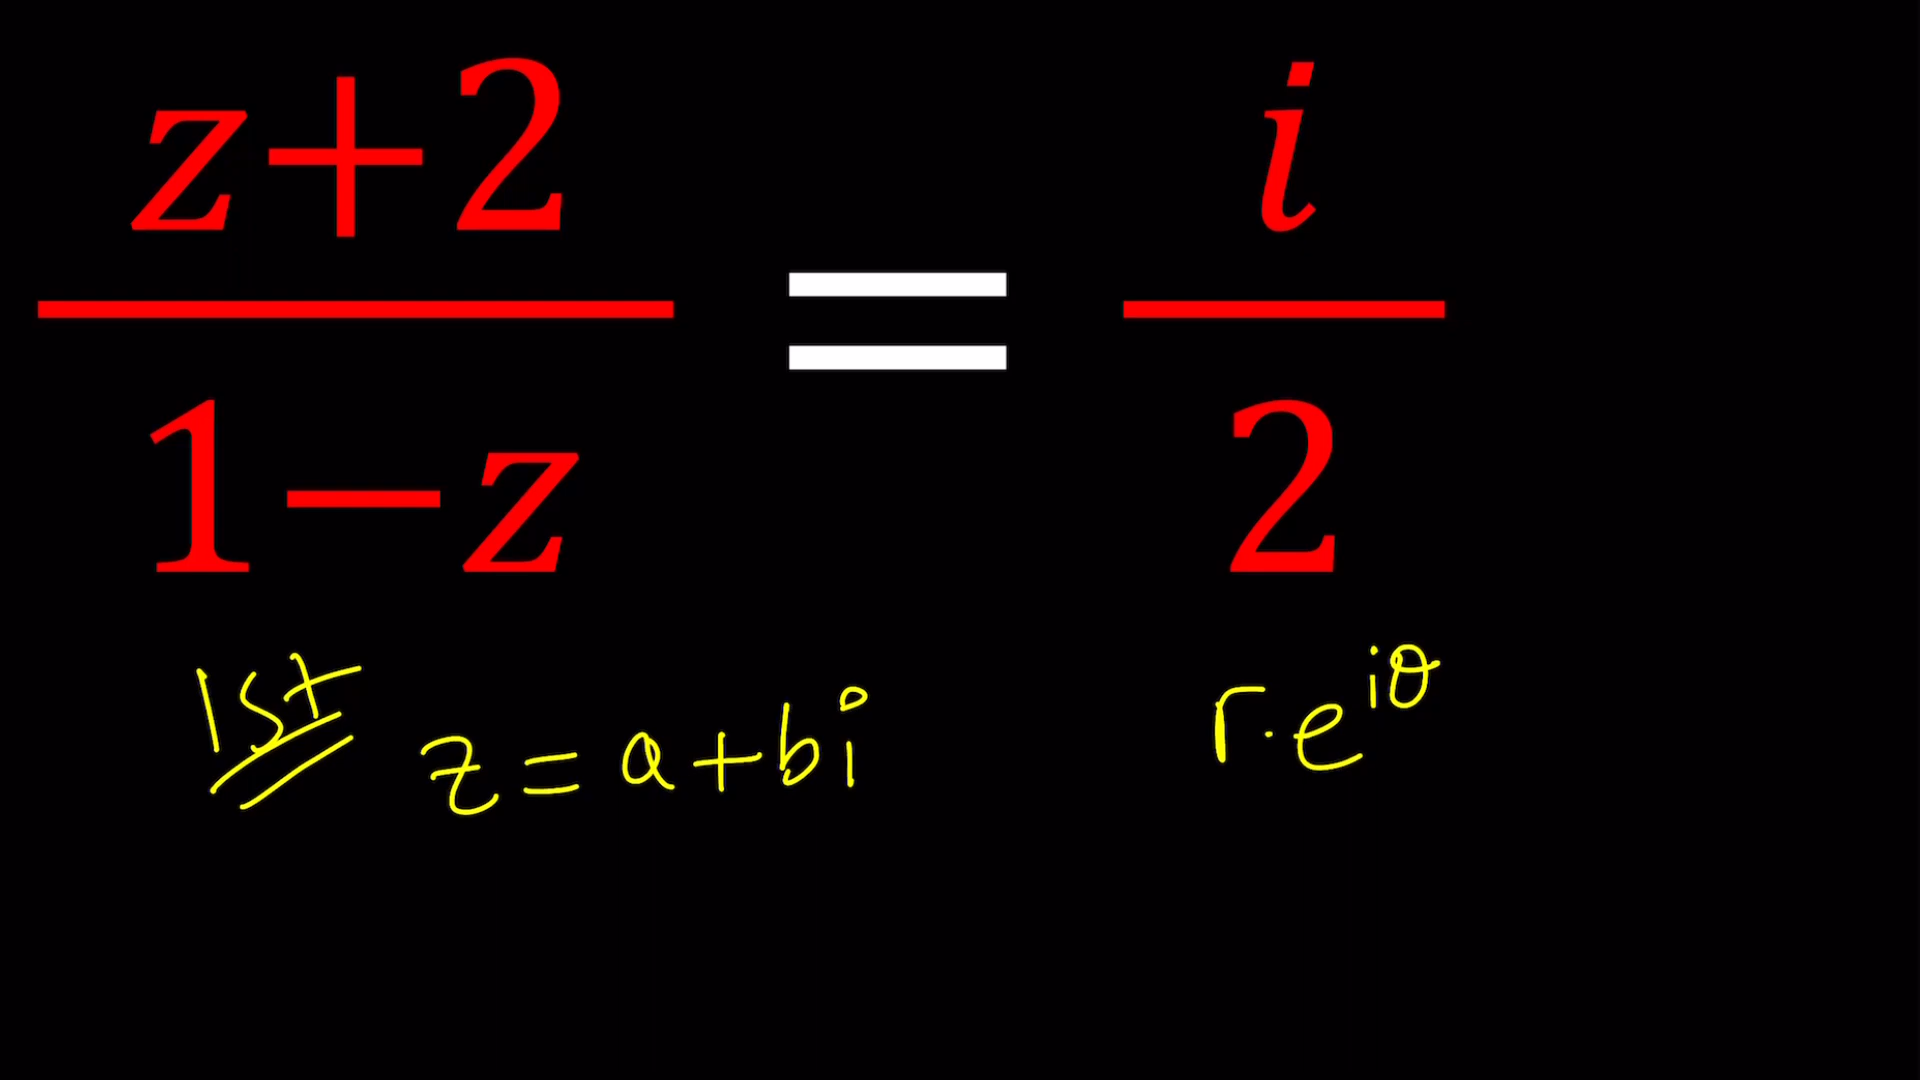 z+2 = i
1−z 2
1st z = a+bi r·e^iθ